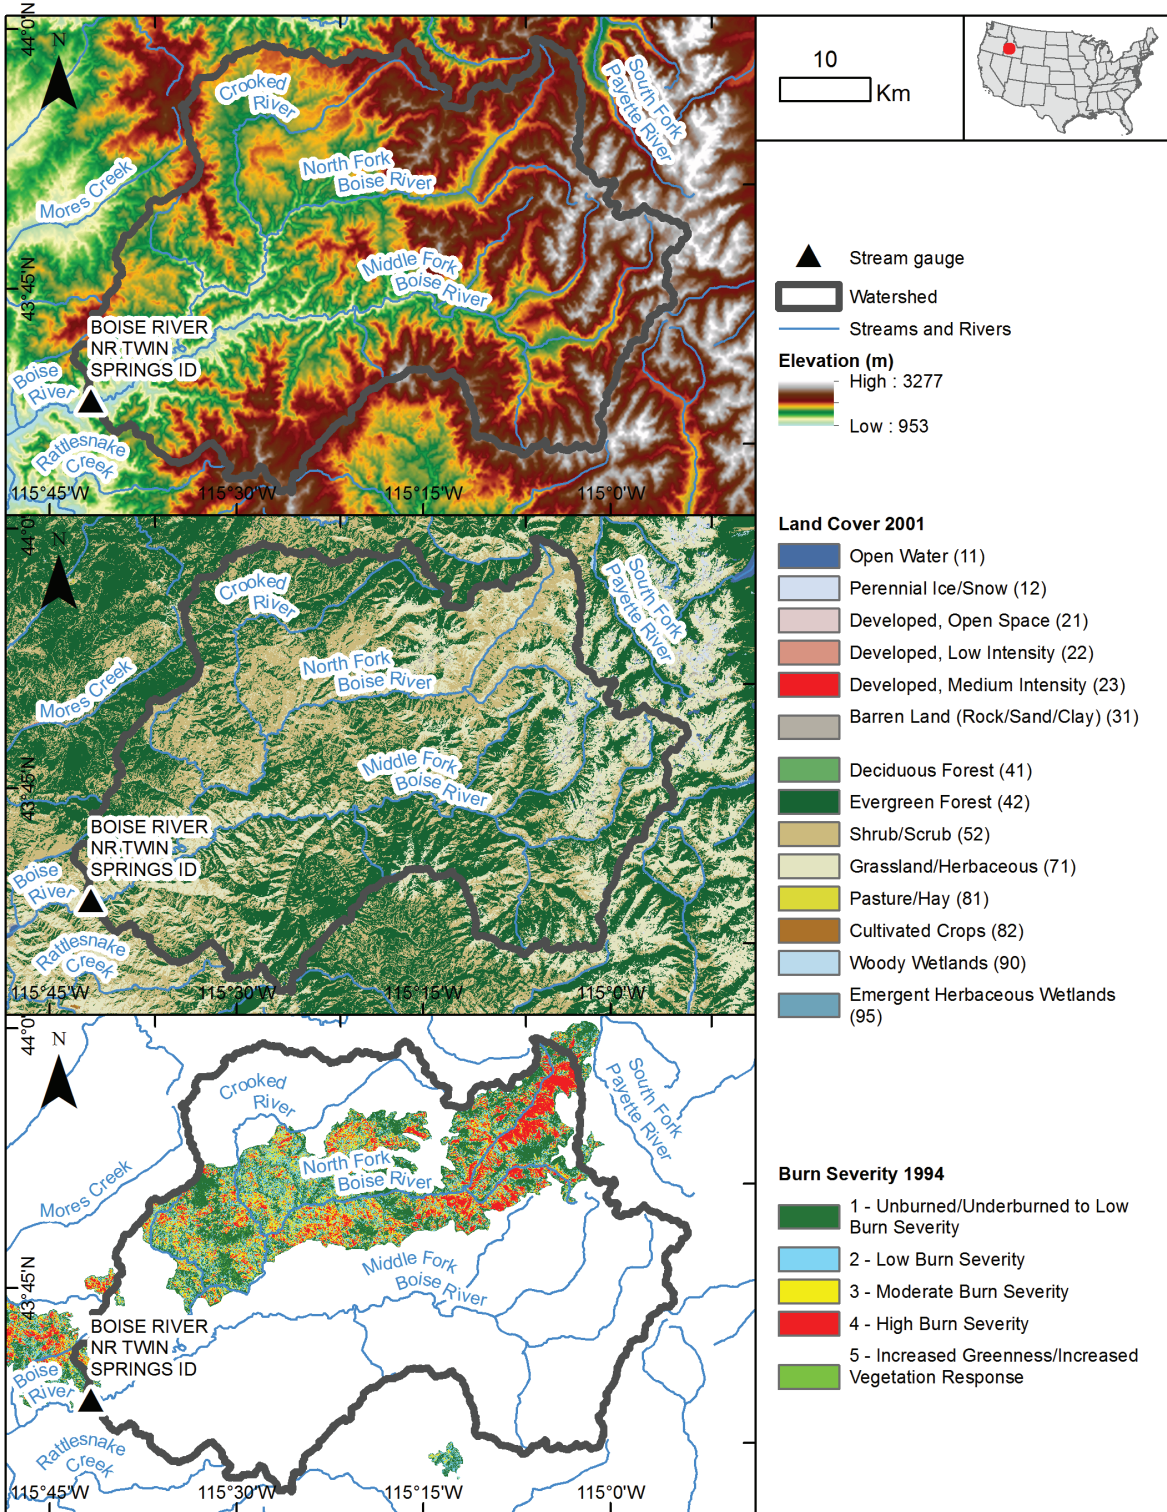 44°0'N
N
Crooked
River
South Fork
Payette River
North Fork
Boise River
Mores Creek
Middle Fork
Boise River
43°45'N
BOISE RIVER
NR TWIN
SPRINGS ID
Boise
River
Rattlesnake
Creek
115°45'W
115°30'W
115°15'W
115°0'W
10
Km
Stream gauge
Watershed
Streams and Rivers
Elevation (m)
High : 3277
Low : 953
44°0'
N
Crooked
River
South Fork
Payette River
North Fork
Boise River
Mores Creek
Middle Fork
Boise River
43°45'N
BOISE RIVER
NR TWIN
SPRINGS ID
Boise
River
Rattlesnake
Creek
115°45'W
115°30'W
115°15'W
115°0'W
Land Cover 2001
Open Water (11)
Perennial Ice/Snow (12)
Developed, Open Space (21)
Developed, Low Intensity (22)
Developed, Medium Intensity (23)
Barren Land (Rock/Sand/Clay) (31)
Deciduous Forest (41)
Evergreen Forest (42)
Shrub/Scrub (52)
Grassland/Herbaceous (71)
Pasture/Hay (81)
Cultivated Crops (82)
Woody Wetlands (90)
Emergent Herbaceous Wetlands
(95)
44°0'
N
Crooked
River
South Fork
Payette River
North Fork
Boise River
Mores Creek
Middle Fork
Boise River
43°45'N
BOISE RIVER
NR TWIN
SPRINGS ID
Boise
River
Rattlesnake
Creek
115°45'W
115°30'W
115°15'W
115°0'W
Burn Severity 1994
1 - Unburned/Underburned to Low
Burn Severity
2 - Low Burn Severity
3 - Moderate Burn Severity
4 - High Burn Severity
5 - Increased Greenness/Increased
Vegetation Response